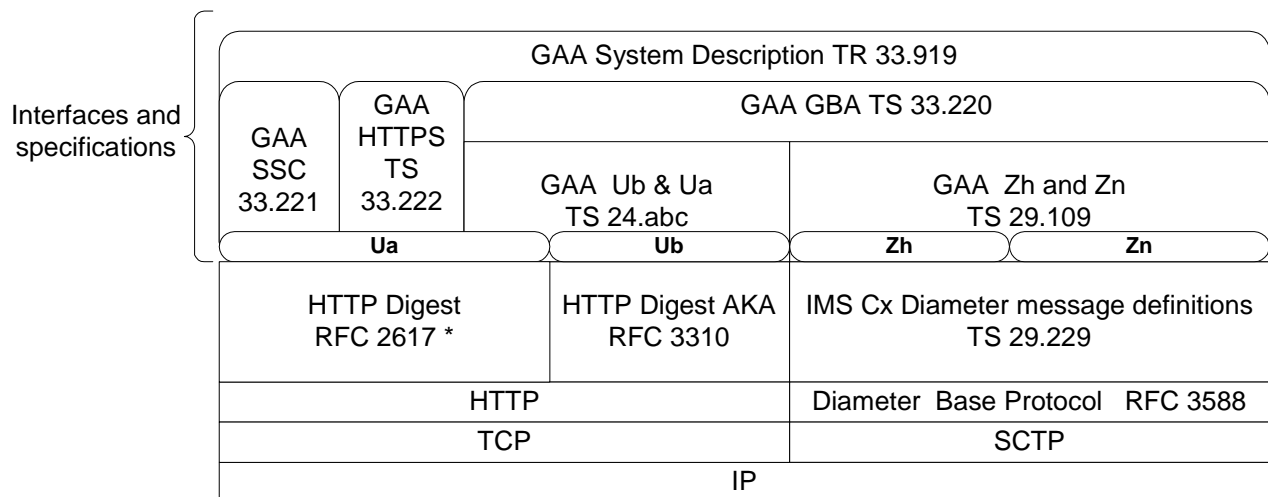 GAA System Description TR 33.919
Interfaces and
specifications
GAA
SSC
33.221
GAA
HTTPS
TS
33.222
GAA GBA TS 33.220
GAA Ub & Ua
TS 24.abc
GAA Zh and Zn
TS 29.109
Ua
Ub
Zh
Zn
HTTP Digest
RFC 2617 *
HTTP Digest AKA
RFC 3310
IMS Cx Diameter message definitions
TS 29.229
HTTP
Diameter Base Protocol RFC 3588
TCP
SCTP
IP